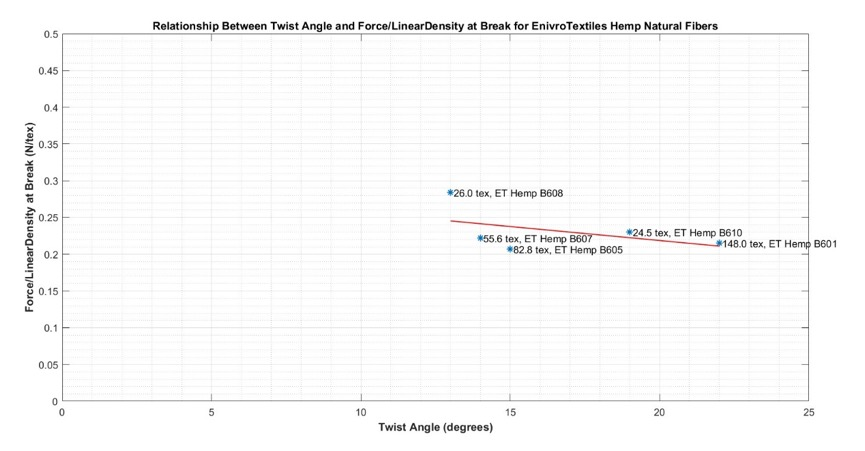 Relationship Between Twist Angle and Force/LinearDensity at Break for EnivroTextiles Hemp Natural Fibers
0.5
0.45
0.4
0.35
0.3
0.25
0.2
0.15
0.1
0.05
0
Force/LinearDensity at Break (N/tex)
26.0 tex, ET Hemp B608
24.5 tex, ET Hemp B610
55.6 tex, ET Hemp B607
148.0 tex, ET Hemp B601
82.8 tex, ET Hemp B605
0
5
10
15
20
25
Twist Angle (degrees)